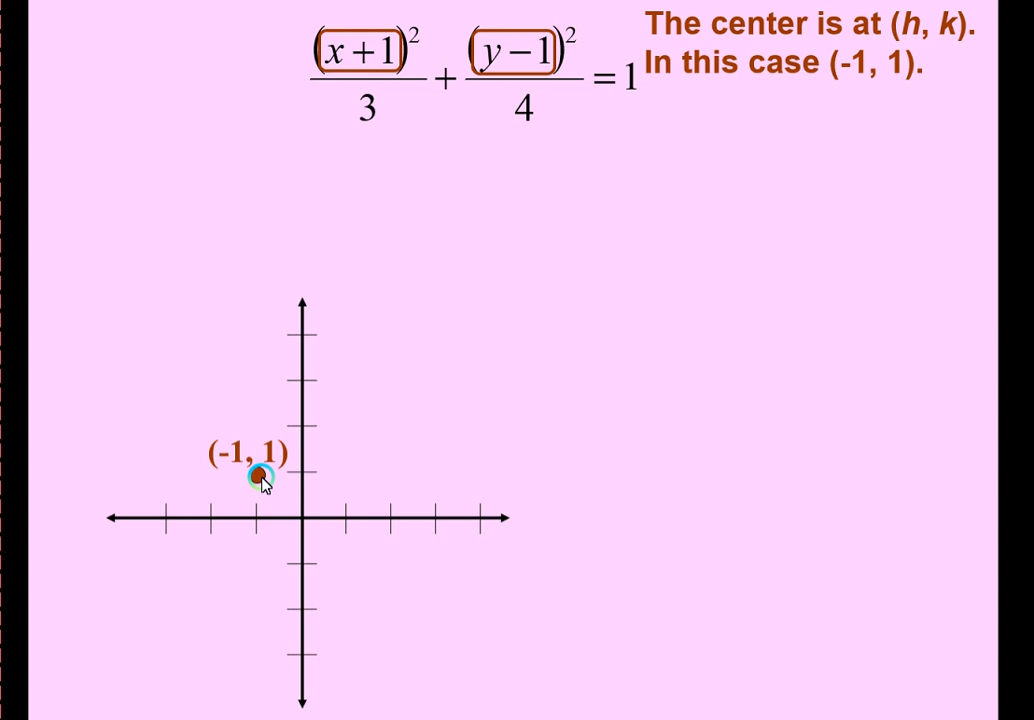 (x+1)²/3 + (y−1)²/4 = 1
The center is at (h, k).
In this case (-1, 1).
(-1, 1)